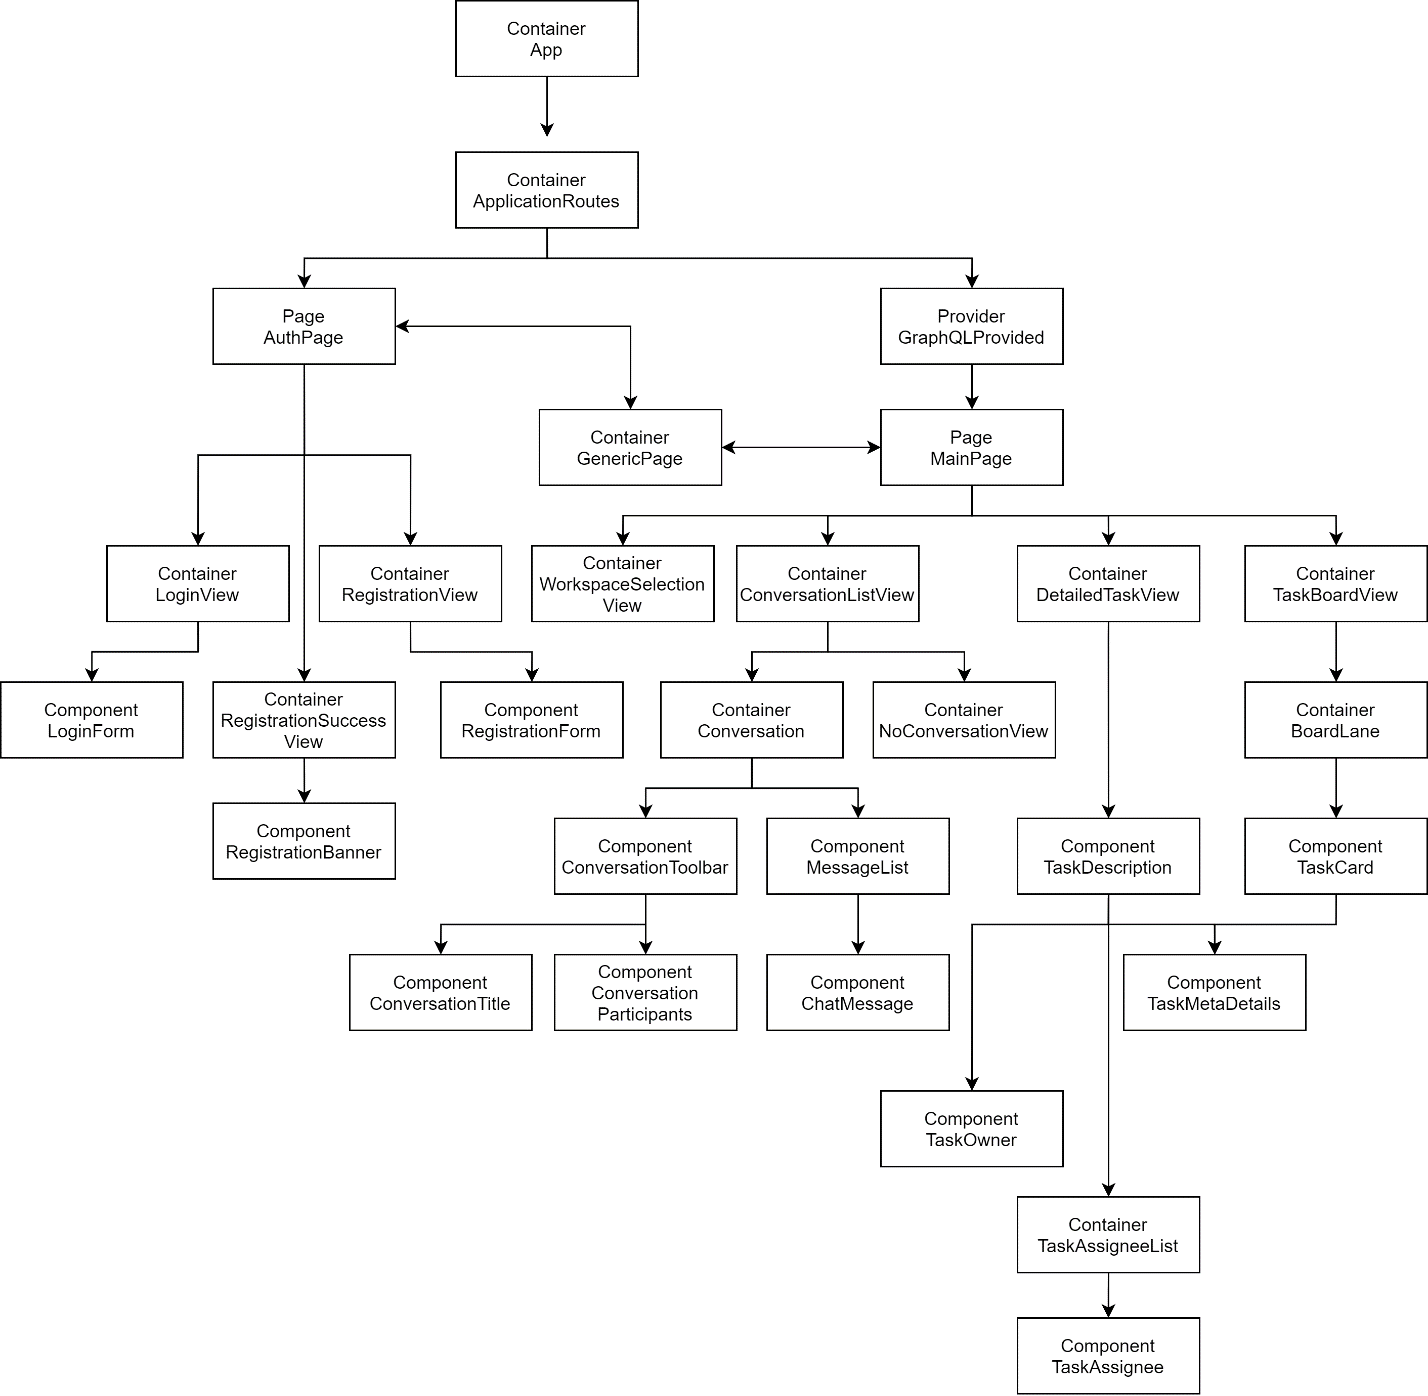 Container
App
Container
ApplicationRoutes
Page
AuthPage
Provider
GraphQLProvided
Container
GenericPage
Page
MainPage
Container
LoginView
Container
RegistrationView
Container
WorkspaceSelection
View
Container
ConversationListView
Container
DetailedTaskView
Container
TaskBoardView
Component
LoginForm
Container
RegistrationSuccess
View
Component
RegistrationForm
Container
Conversation
Container
NoConversationView
Container
BoardLane
Component
RegistrationBanner
Component
ConversationToolbar
Component
MessageList
Component
TaskDescription
Component
TaskCard
Component
ConversationTitle
Component
Conversation
Participants
Component
ChatMessage
Component
TaskMetaDetails
Component
TaskOwner
Container
TaskAssigneeList
Component
TaskAssignee